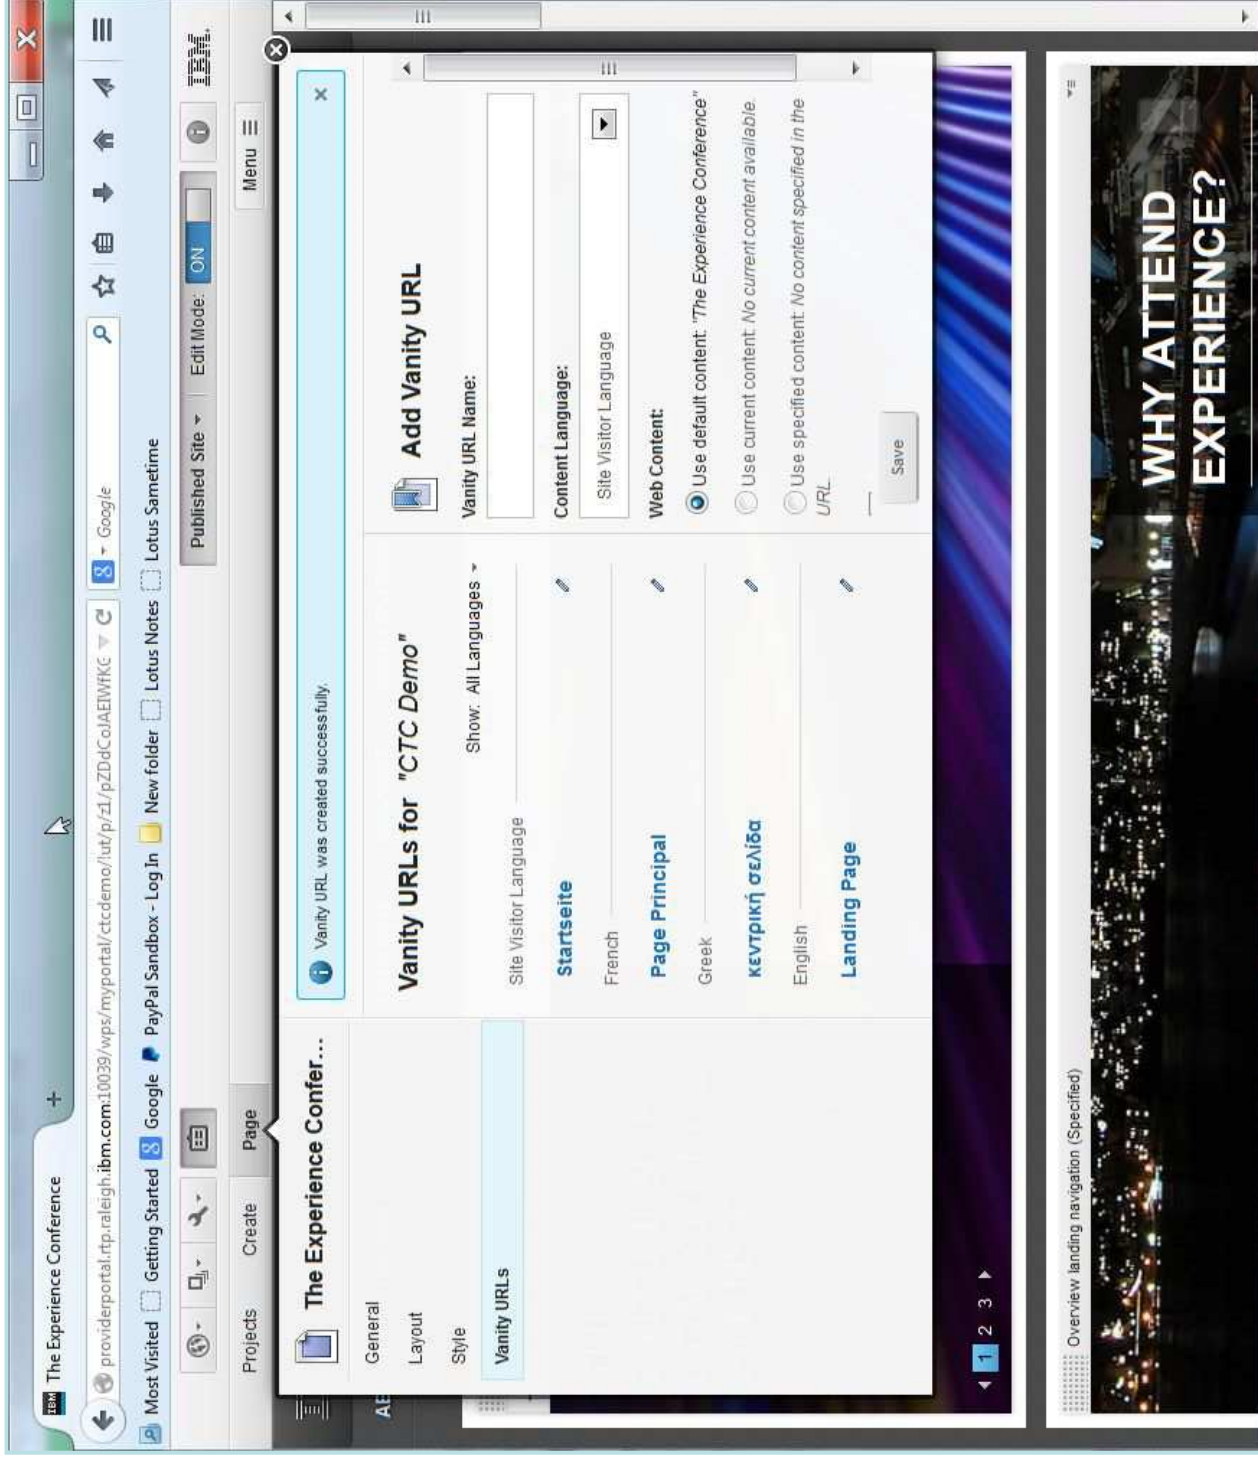 IBM The Experience Conference +
providerportal.rtp.raleigh.ibm.com:10039/wps/myportal/ctcdemo/!ut/p/z1/pZDdCoJAEIWfKG
8 Google
Most Visited Getting Started 8 Google PayPal Sandbox - Log In New folder Lotus Notes Lotus Sametime
Published Site Edit Mode: ON i IBM.
Projects Create Page Menu
The Experience Confer...
General
Layout
Style
Vanity URLs
Vanity URL was created successfully.
Vanity URLs for "CTC Demo"
Show: All Languages
Site Visitor Language
Startseite
French
Page Principal
Greek
κεντρική σελίδα
English
Landing Page
Add Vanity URL
Vanity URL Name:
Content Language:
Site Visitor Language
Web Content:
Use default content: "The Experience Conference"
Use current content: No current content available.
Use specified content: No content specified in the
URL.
Save
1 2 3
Overview landing navigation (Specified)
WHY ATTEND
EXPERIENCE?